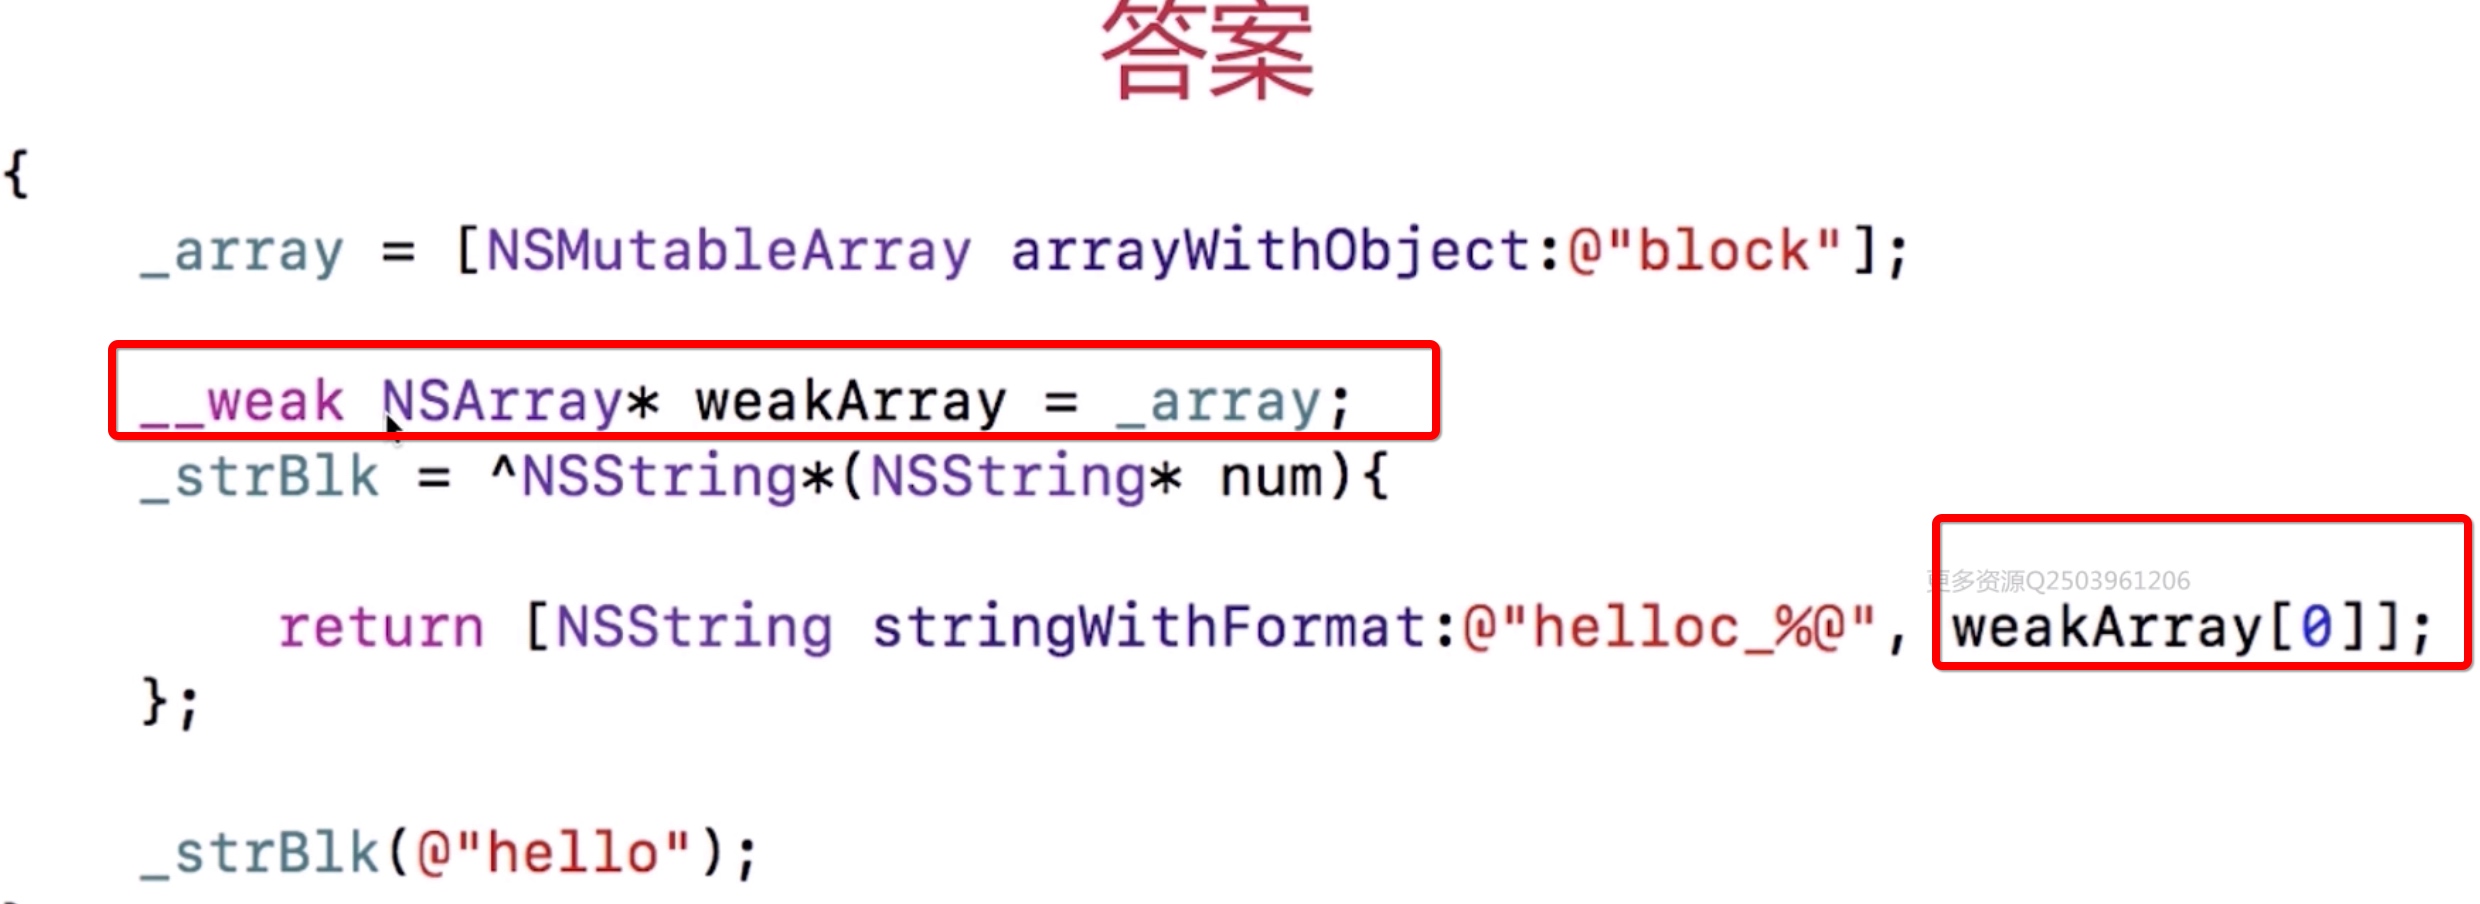 答案
{
_array = [NSMutableArray arrayWithObject:@"block"];
__weak NSArray* weakArray = _array;
_strBlk = ^NSString*(NSString* num){
更多资源Q2503961206
return [NSString stringWithFormat:@"helloc_%@", weakArray[0]];
};
_strBlk(@"hello");